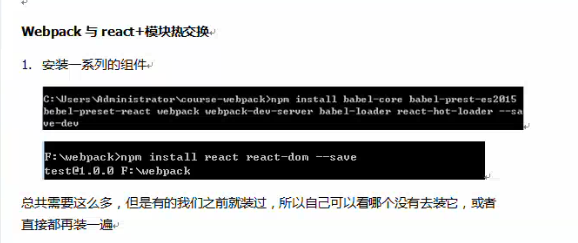 Webpack 与 react+模块热交换
1. 安装一系列的组件
C:\Users\Administrator\course-webpack>npm install babel-core babel-prest-es2015
bebel-preset-react webpack webpack-dev-server babel-loader react-hot-loader --sa
ve-dev
F:\webpack>npm install react react-dom --save
test@1.0.0 F:\webpack
总共需要这么多，但是有的我们之前就装过，所以自己可以看哪个没有去装它，或者
直接都再装一遍